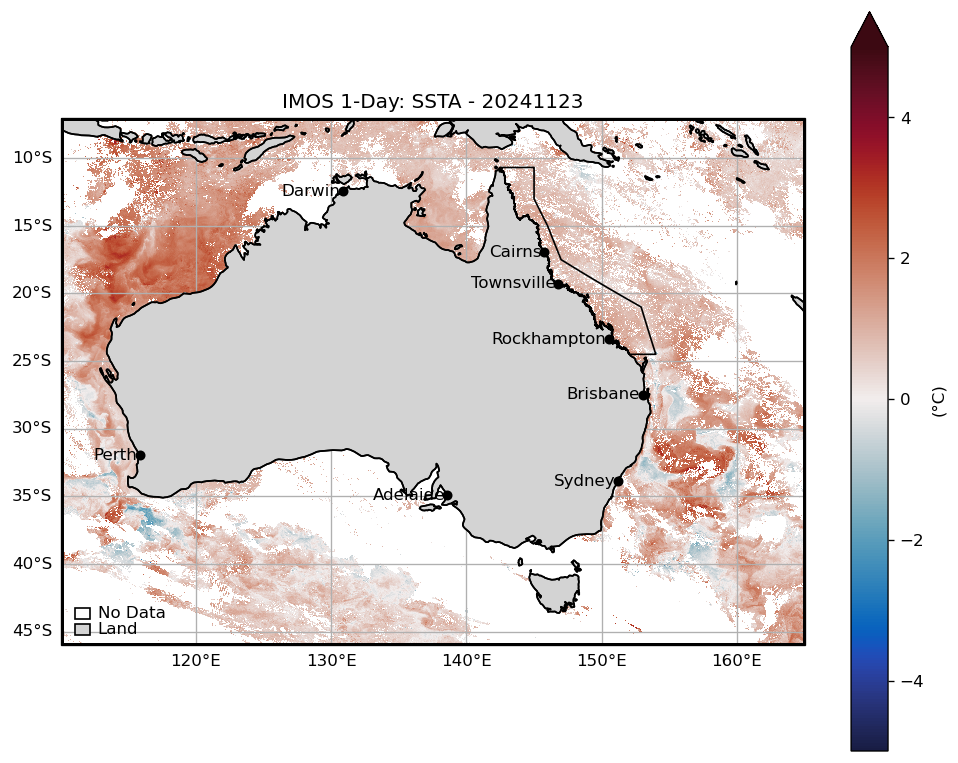 IMOS 1-Day: SSTA - 20241123
10°S
15°S
20°S
25°S
30°S
35°S
40°S
45°S
Darwin
Cairns
Townsville
Rockhampton
Brisbane
Perth
Sydney
Adelaide
No Data
Land
120°E 130°E 140°E 150°E 160°E
4
2
0
−2
−4
(°C)